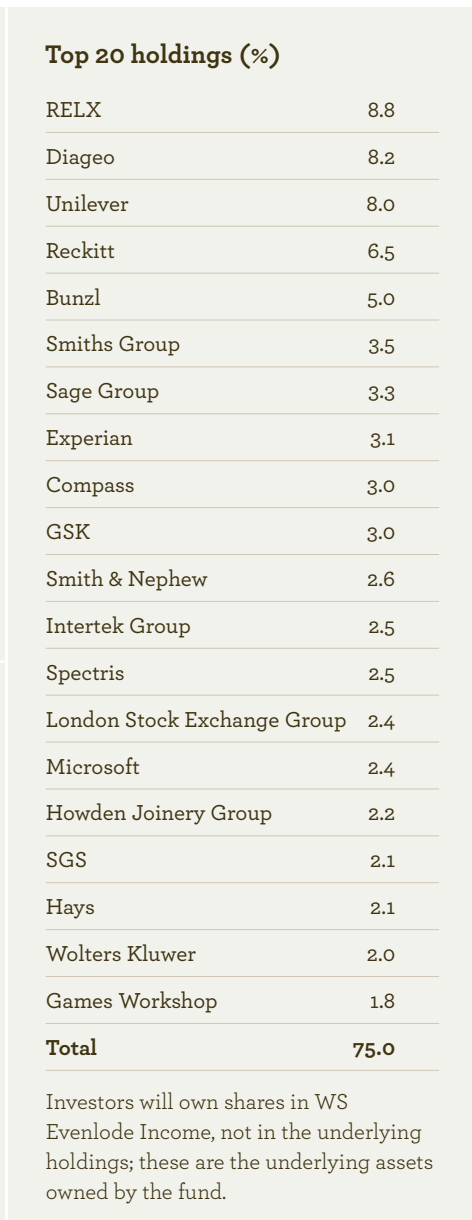 Top 20 holdings (%)
RELX 8.8
Diageo 8.2
Unilever 8.0
Reckitt 6.5
Bunzl 5.0
Smiths Group 3.5
Sage Group 3.3
Experian 3.1
Compass 3.0
GSK 3.0
Smith & Nephew 2.6
Intertek Group 2.5
Spectris 2.5
London Stock Exchange Group 2.4
Microsoft 2.4
Howden Joinery Group 2.2
SGS 2.1
Hays 2.1
Wolters Kluwer 2.0
Games Workshop 1.8
Total 75.0
Investors will own shares in WS
Evenlode Income, not in the underlying
holdings; these are the underlying assets
owned by the fund.